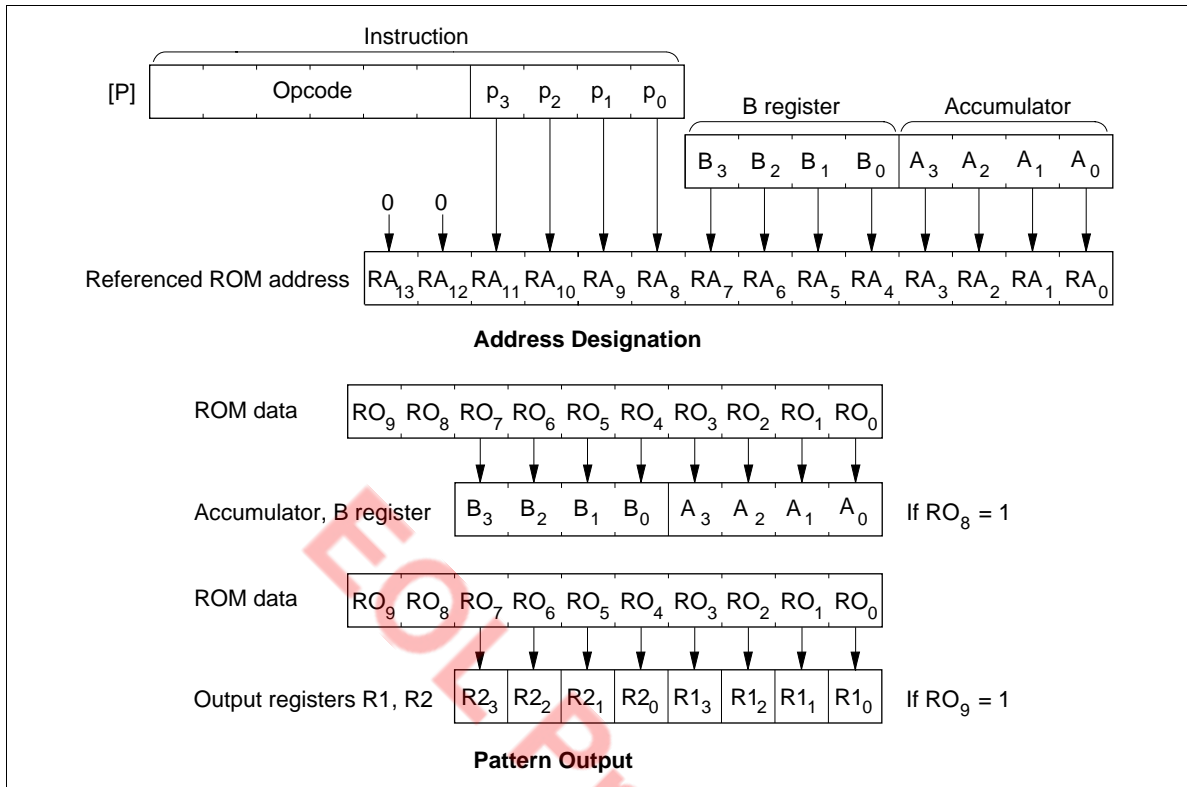 Instruction
[P] Opcode p3 p2 p1 p0
B register Accumulator
B3 B2 B1 B0 A3 A2 A1 A0
0 0
Referenced ROM address RA13 RA12 RA11 RA10 RA9 RA8 RA7 RA6 RA5 RA4 RA3 RA2 RA1 RA0
Address Designation
ROM data RO9 RO8 RO7 RO6 RO5 RO4 RO3 RO2 RO1 RO0
Accumulator, B register B3 B2 B1 B0 A3 A2 A1 A0 If RO8 = 1
ROM data RO9 RO8 RO7 RO6 RO5 RO4 RO3 RO2 RO1 RO0
Output registers R1, R2 R23 R22 R21 R20 R13 R12 R11 R10 If RO9 = 1
Pattern Output
EOL